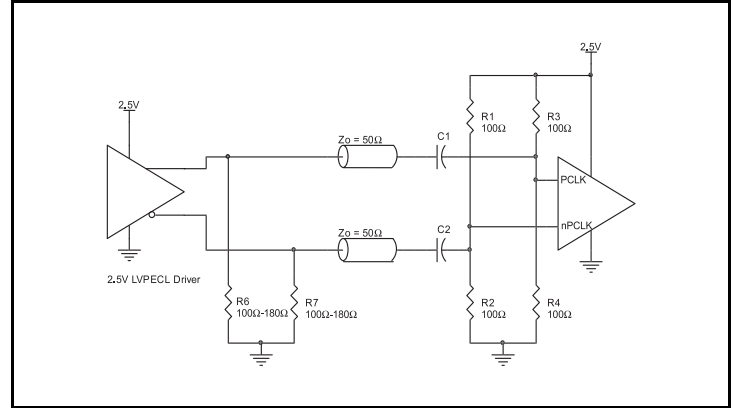 2.5V
2.5V
R1
100Ω
R3
100Ω
Zo = 50Ω
C1
PCLK
nPCLK
Zo = 50Ω
C2
2.5V LVPECL Driver
R6
100Ω-180Ω
R7
100Ω-180Ω
R2
100Ω
R4
100Ω